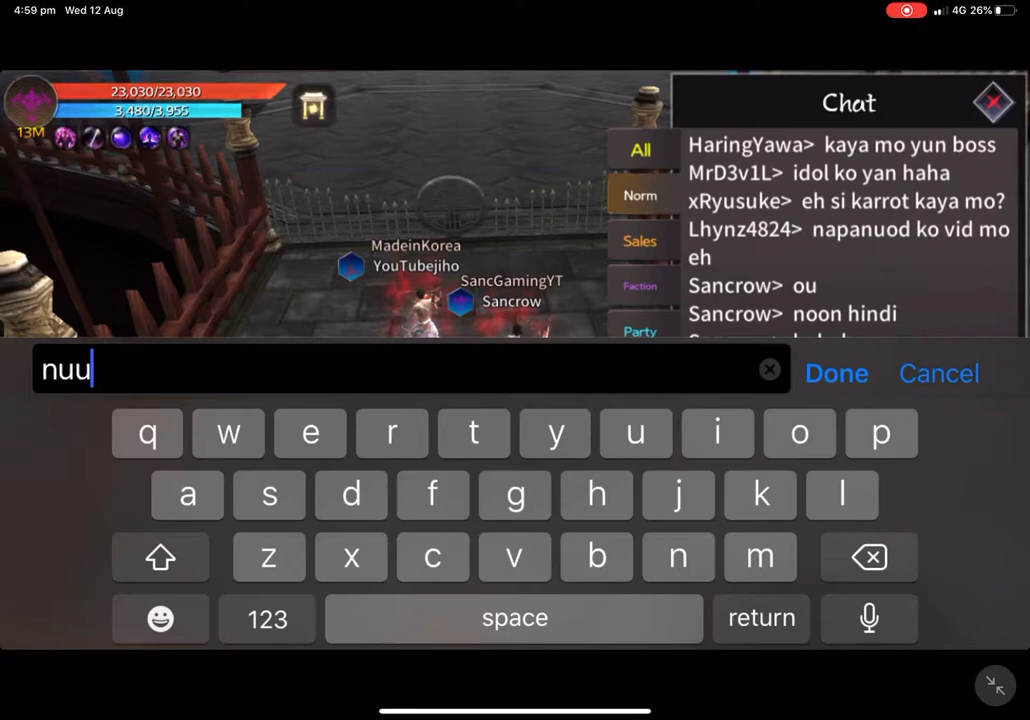 4:59 pm Wed 12 Aug
4G 26%
23,030/23,030
3,480/3,955
13M
Chat
All
HaringYawa> kaya mo yun boss
MrD3v1L> idol ko yan haha
Norm
xRyusuke> eh si karrot kaya mo?
Sales
Lhynz4824> napanuod ko vid mo
eh
Faction
Sancrow> ou
Sancrow> noon hindi
Party
MadeinKorea
YouTubejiho
SancGamingYT
Sancrow
nuu
Done Cancel
q w e r t y u i o p
a s d f g h j k l
z x c v b n m
123 space return